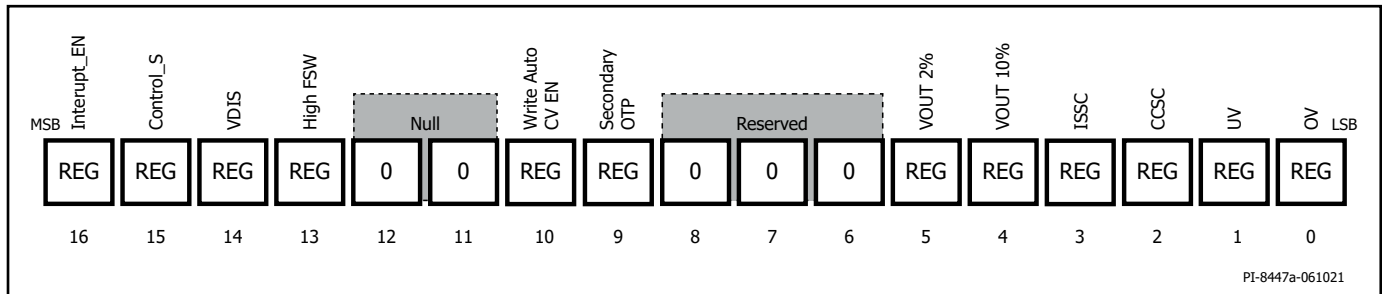 MSB
Interupt_EN
Control_S
VDIS
High FSW
Null
Write Auto
CV EN
Secondary
OTP
Reserved
VOUT 2%
VOUT 10%
ISSC
CCSC
UV
OV
LSB
REG REG REG REG 0 0 REG REG 0 0 0 REG REG REG REG REG REG
16 15 14 13 12 11 10 9 8 7 6 5 4 3 2 1 0
PI-8447a-061021